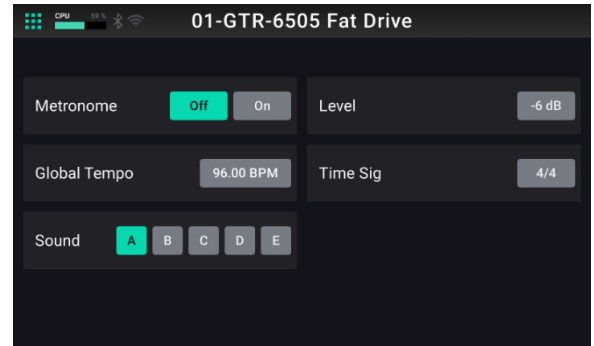 CPU 59 % 01-GTR-6505 Fat Drive
Metronome Off On Level -6 dB
Global Tempo 96.00 BPM Time Sig 4/4
Sound A B C D E